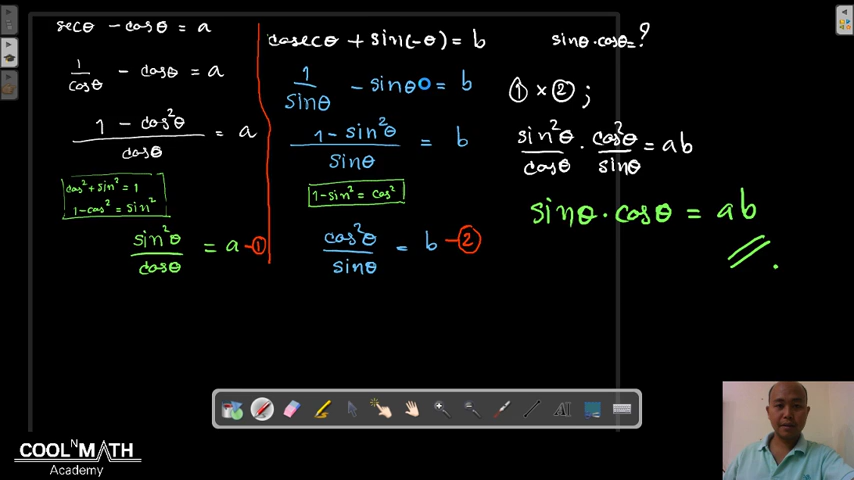 secθ - cosθ = a
1/cosθ - cosθ = a
1 - cos²θ/cosθ = a
cos² + sin² = 1
1 - cos² = sin²
sin²θ/cosθ = a - ①
cosecθ + sin(-θ) = b
1/sinθ - sinθ = b
1 - sin²θ/sinθ = b
1 - sin² = cos²
cos²θ/sinθ = b - ②
sinθ·cosθ = ?
① × ② ;
sin²θ/cosθ · cos²θ/sinθ = ab
sinθ·cosθ = ab
COOL N MATH
Academy